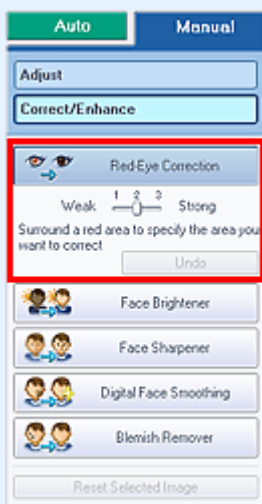 Auto Manual
Adjust
Correct/Enhance
Red-Eye Correction
1 2 3
Weak Strong
Surround a red area to specify the area you
want to correct
Undo
Face Brightener
Face Sharpener
Digital Face Smoothing
Blemish Remover
Reset Selected Image